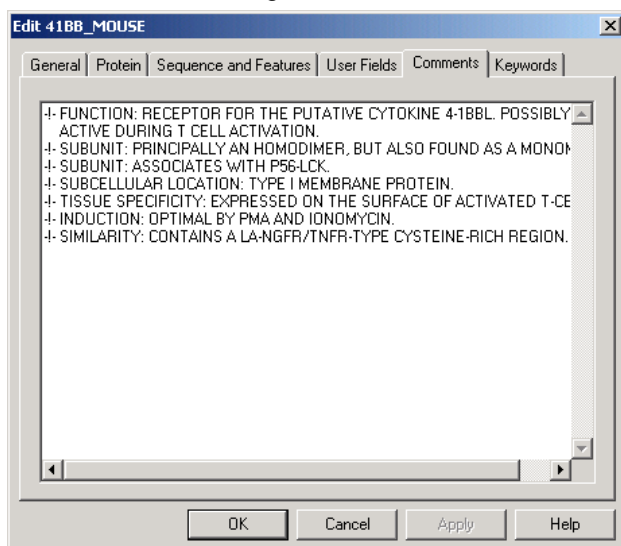 Edit 41BB_MOUSE
General Protein Sequence and Features User Fields Comments Keywords
-!- FUNCTION: RECEPTOR FOR THE PUTATIVE CYTOKINE 4-1BBL. POSSIBLY
ACTIVE DURING T CELL ACTIVATION.
-!- SUBUNIT: PRINCIPALLY AN HOMODIMER, BUT ALSO FOUND AS A MONOM
-!- SUBUNIT: ASSOCIATES WITH P56-LCK.
-!- SUBCELLULAR LOCATION: TYPE I MEMBRANE PROTEIN.
-!- TISSUE SPECIFICITY: EXPRESSED ON THE SURFACE OF ACTIVATED T-CE
-!- INDUCTION: OPTIMAL BY PMA AND IONOMYCIN.
-!- SIMILARITY: CONTAINS A LA-NGFR/TNFR-TYPE CYSTEINE-RICH REGION.
OK Cancel Apply Help